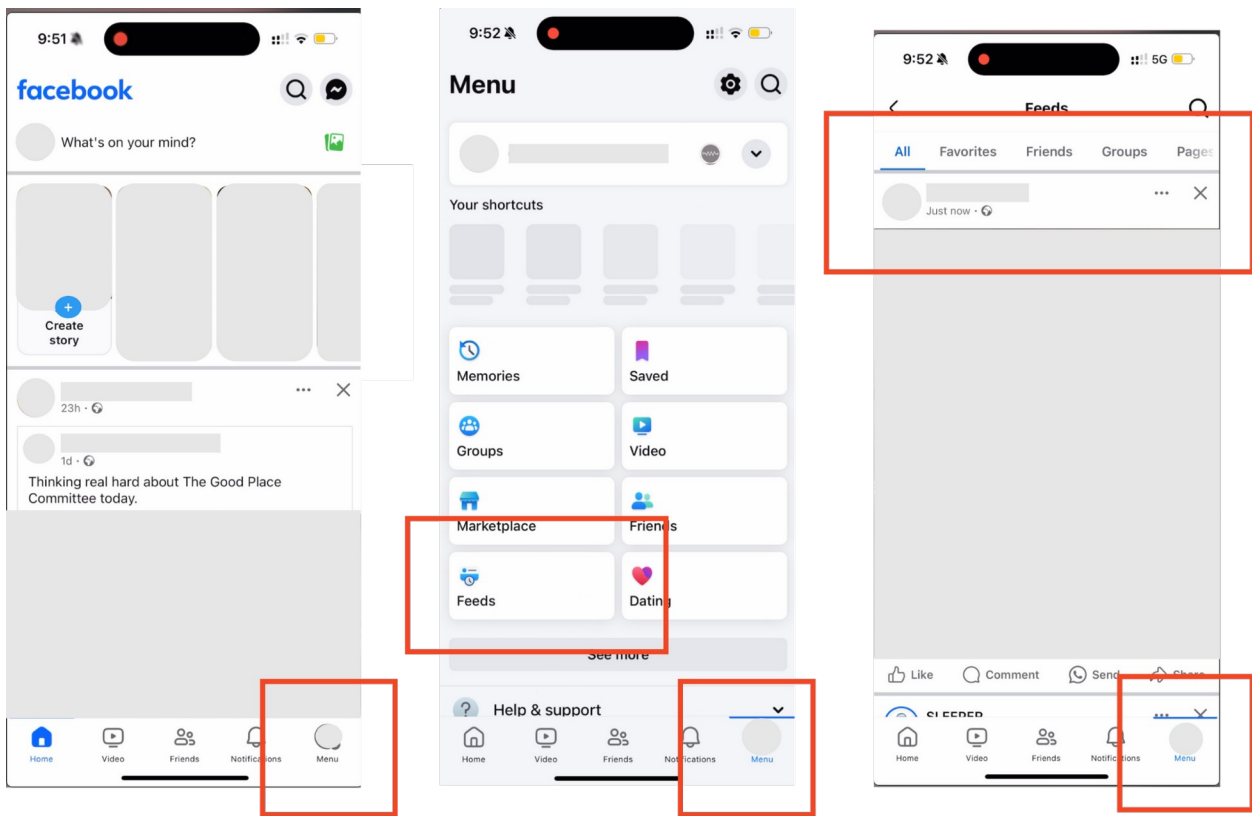 9:51
facebook
What's on your mind?
Create
story
23h ·
1d ·
Thinking real hard about The Good Place
Committee today.
Home Video Friends Notifications Menu
9:52
Menu
Your shortcuts
Memories Saved
Groups Video
Marketplace Friends
Feeds Dating
See more
? Help & support
Home Video Friends Notifications Menu
9:52 5G
Feeds
All Favorites Friends Groups Pages
Just now ·
Like Comment Send Share
SLEEPER
Home Video Friends Notifications Menu